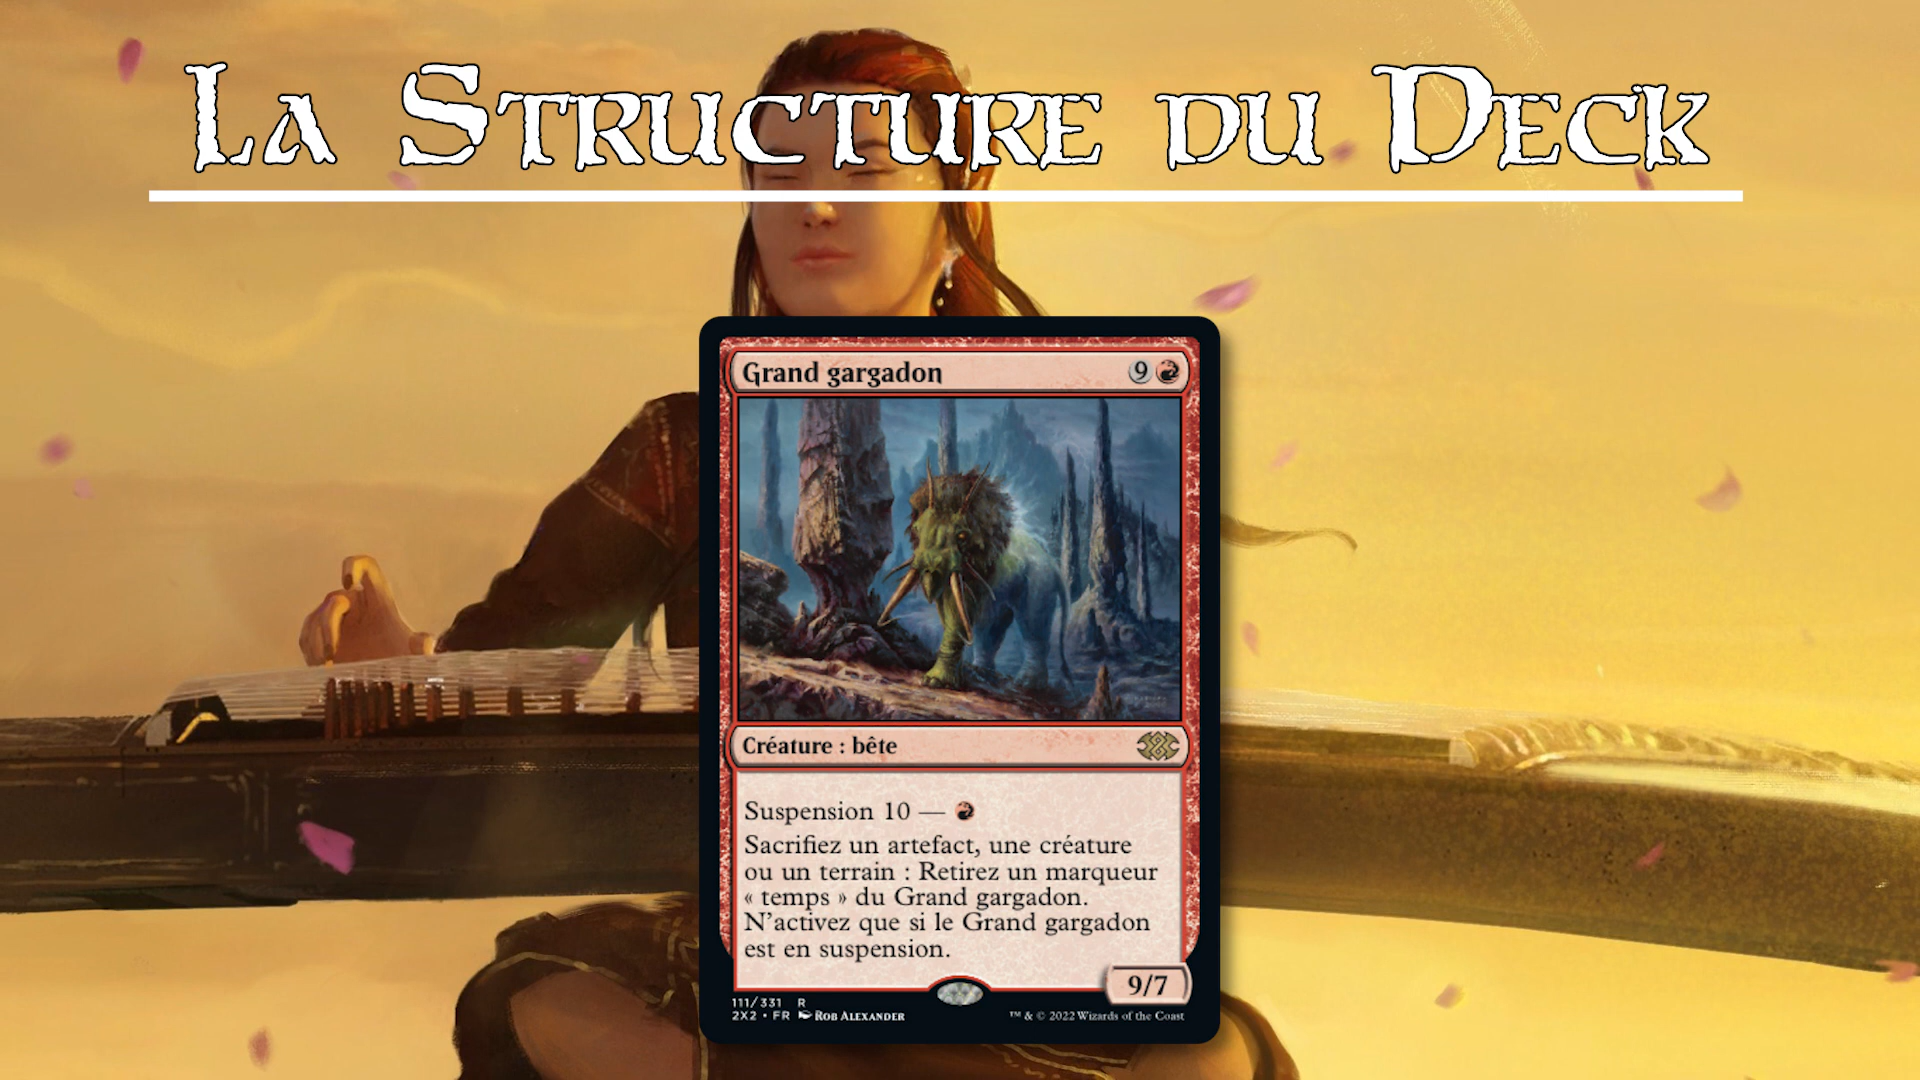 La Structure du Deck
Grand gargadon 9
Créature : bête
Suspension 10 —
Sacrifiez un artefact, une créature
ou un terrain : Retirez un marqueur
« temps » du Grand gargadon.
N’activez que si le Grand gargadon
est en suspension.
9/7
111/331 R
2X2 • FR Rob Alexander
™ & © 2022 Wizards of the Coast